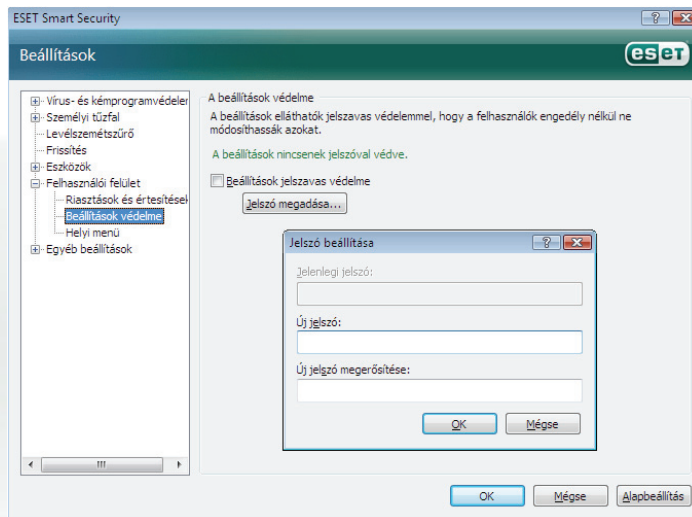 ESET Smart Security
Beállítások
eset
Vírus- és kémprogramvédeler
Személyi tűzfal
Levélszemétszűrő
Frissítés
Eszközök
Felhasználói felület
Riasztások és értesítések
Beállítások védelme
Helyi menü
Egyéb beállítások
A beállítások védelme
A beállítások elláthatók jelszavas védelemmel, hogy a felhasználók engedély nélkül ne
módosíthassák azokat.
A beállítások nincsenek jelszóval védve.
Beállítások jelszavas védelme
Jelszó megadása...
Jelszó beállítása
Jelenlegi jelszó:
Új jelszó:
Új jelszó megerősítése:
OK
Mégse
OK
Mégse
Alapbeállítás